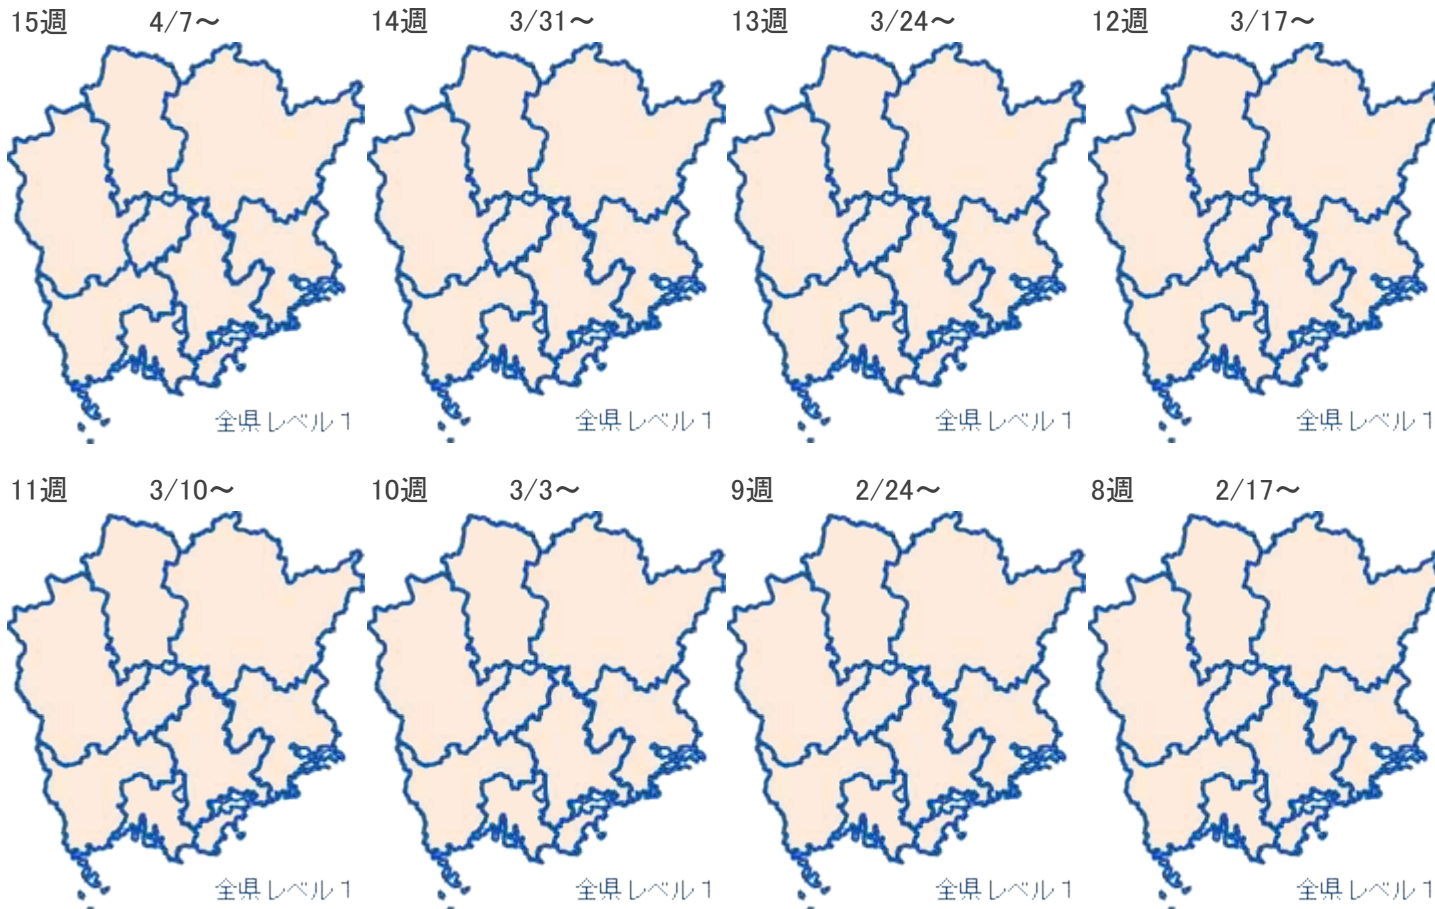 15週 4/7～
14週 3/31～
13週 3/24～
12週 3/17～
全県レベル１
全県レベル１
全県レベル１
全県レベル１
11週 3/10～
10週 3/3～
9週 2/24～
8週 2/17～
全県レベル１
全県レベル１
全県レベル１
全県レベル１